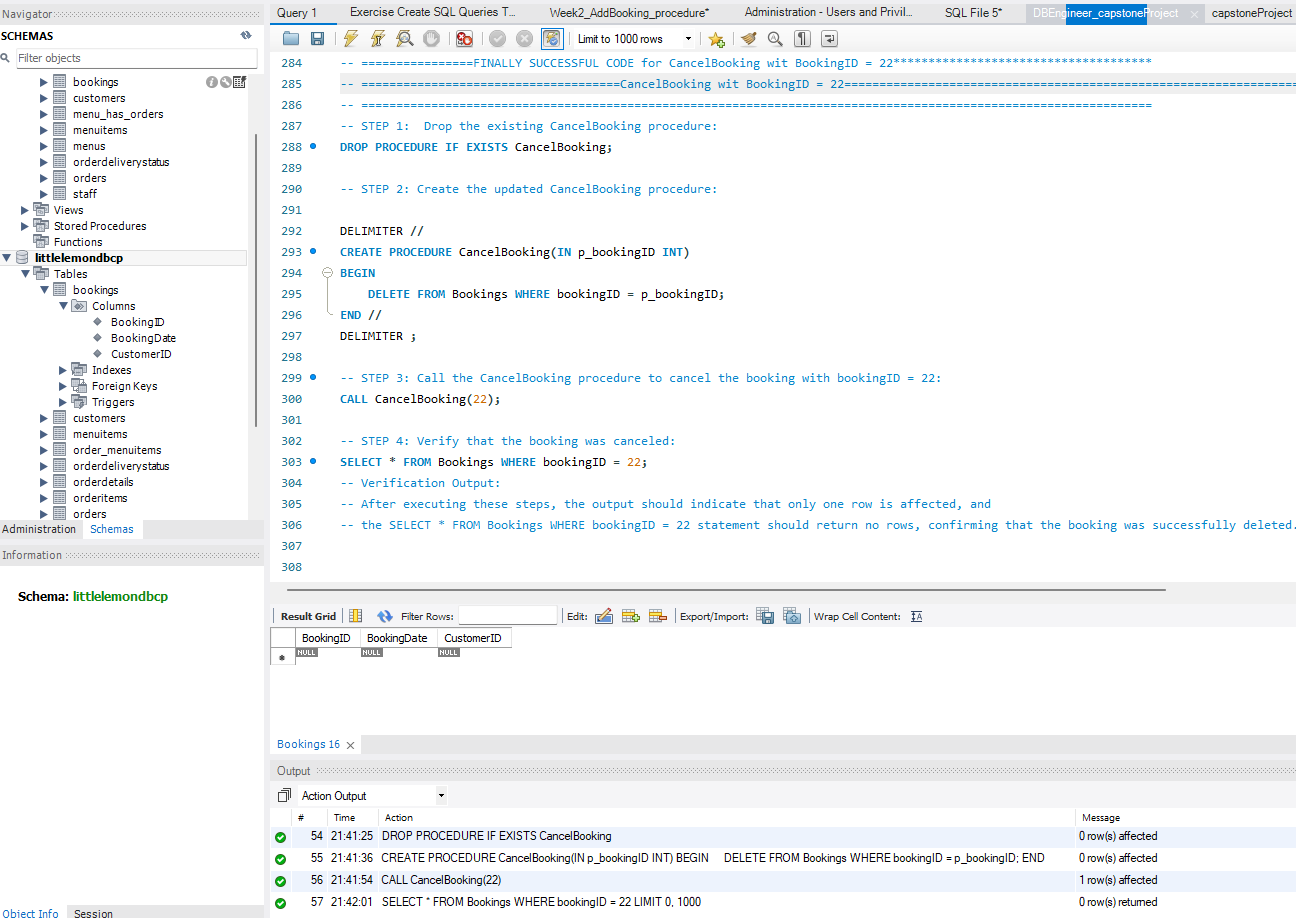 Navigator
SCHEMAS
Filter objects
bookings
customers
menu_has_orders
menuitems
menus
orderdeliverystatus
orders
staff
Views
Stored Procedures
Functions
littlelemondbcp
Tables
bookings
Columns
BookingID
BookingDate
CustomerID
Indexes
Foreign Keys
Triggers
customers
menuitems
order_menuitems
orderdeliverystatus
orderdetails
orderitems
orders
Administration Schemas
Information
Schema: littlelemondbcp
Object Info Session
Query 1 Exercise Create SQL Queries T... Week2_AddBooking_procedure* Administration - Users and Privil... SQL File 5* DBEngineer_capstoneProject capstoneProject
Limit to 1000 rows
284 -- ================FINALLY SUCCESSFUL CODE for CancelBooking wit BookingID = 22*************************************
285 -- =====================================CancelBooking wit BookingID = 22=================================================================
286 -- =================================================================================================================
287 -- STEP 1:  Drop the existing CancelBooking procedure:
288 DROP PROCEDURE IF EXISTS CancelBooking;
289
290 -- STEP 2: Create the updated CancelBooking procedure:
291
292 DELIMITER //
293 CREATE PROCEDURE CancelBooking(IN p_bookingID INT)
294 BEGIN
295     DELETE FROM Bookings WHERE bookingID = p_bookingID;
296 END //
297 DELIMITER ;
298
299 -- STEP 3: Call the CancelBooking procedure to cancel the booking with bookingID = 22:
300 CALL CancelBooking(22);
301
302 -- STEP 4: Verify that the booking was canceled:
303 SELECT * FROM Bookings WHERE bookingID = 22;
304 -- Verification Output:
305 -- After executing these steps, the output should indicate that only one row is affected, and
306 -- the SELECT * FROM Bookings WHERE bookingID = 22 statement should return no rows, confirming that the booking was successfully deleted.
307
308
Result Grid Filter Rows: Edit: Export/Import: Wrap Cell Content:
BookingID BookingDate CustomerID
NULL NULL NULL
Bookings 16
Output
Action Output
# Time Action Message
54 21:41:25 DROP PROCEDURE IF EXISTS CancelBooking 0 row(s) affected
55 21:41:36 CREATE PROCEDURE CancelBooking(IN p_bookingID INT) BEGIN DELETE FROM Bookings WHERE bookingID = p_bookingID; END 0 row(s) affected
56 21:41:54 CALL CancelBooking(22) 1 row(s) affected
57 21:42:01 SELECT * FROM Bookings WHERE bookingID = 22 LIMIT 0, 1000 0 row(s) returned